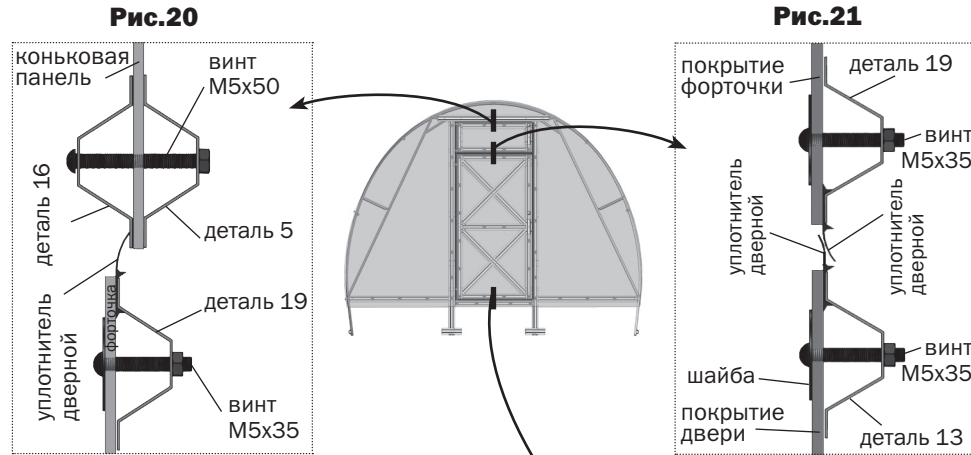 Рис.20
коньковая
панель
винт
М5х50
деталь 16
деталь 5
уплотнитель
дверной
форточка
деталь 19
винт
М5х35
Рис.21
покрытие
форточки
деталь 19
винт
М5х35
уплотнитель
дверной
уплотнитель
дверной
шайба
винт
М5х35
покрытие
двери
деталь 13